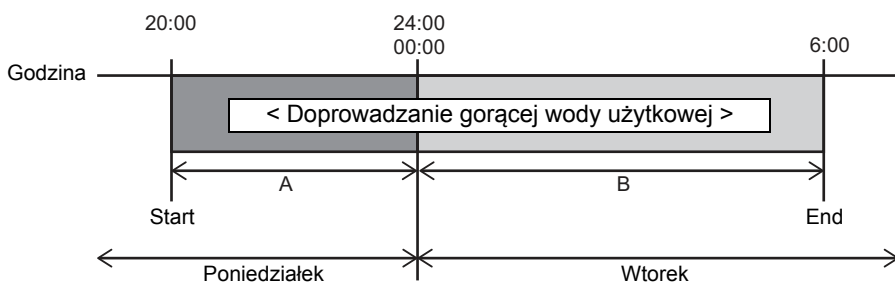 20:00 24:00
00:00 6:00
Godzina
< Doprowadzanie gorącej wody użytkowej >
A B
Start End
Poniedziałek Wtorek